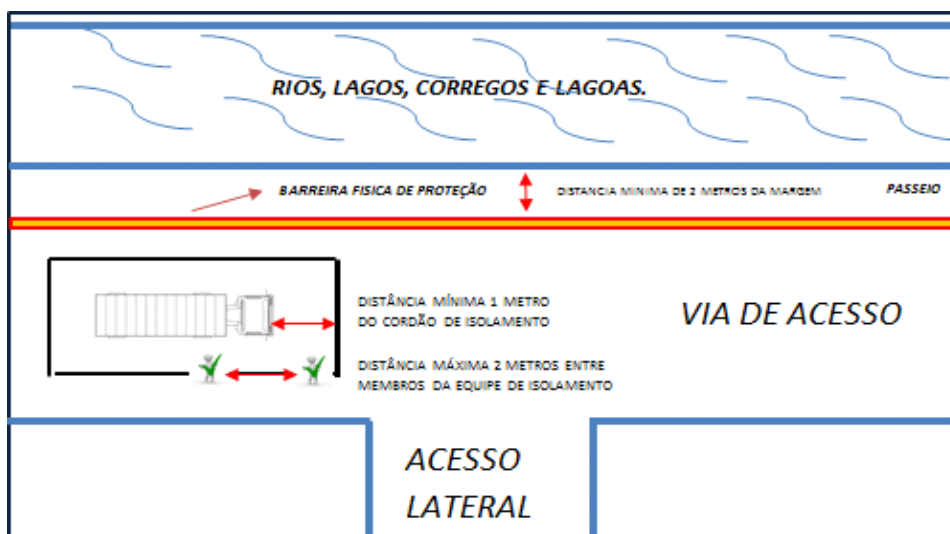 RIOS, LAGOS, CORREGOS E LAGOAS.
BARREIRA FISICA DE PROTEÇÃO
DISTANCIA MINIMA DE 2 METROS DA MARGEM
PASSEIO
DISTÂNCIA MÍNIMA 1 METRO
DO CORDÃO DE ISOLAMENTO
VIA DE ACESSO
DISTÂNCIA MÁXIMA 2 METROS ENTRE
MEMBROS DA EQUIPE DE ISOLAMENTO
ACESSO
LATERAL